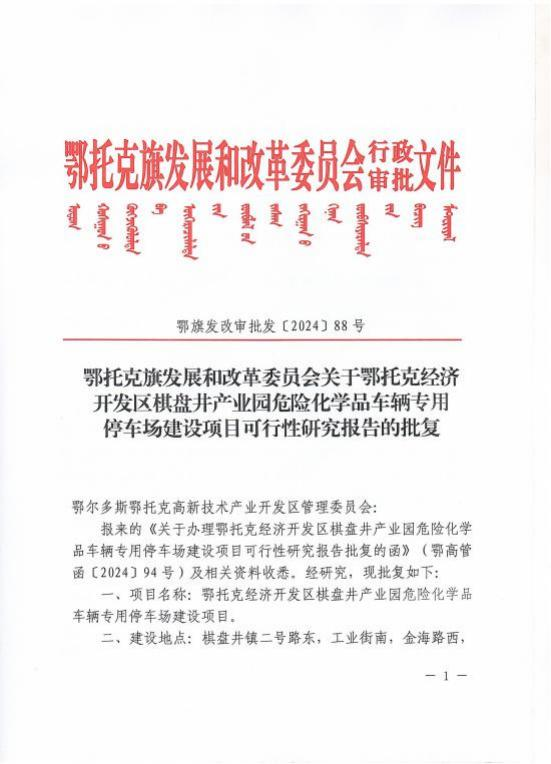 鄂托克旗发展和改革委员会行政审批文件
鄂旗发改审批发〔2024〕88号
鄂托克旗发展和改革委员会关于鄂托克经济
开发区棋盘井产业园危险化学品车辆专用
停车场建设项目可行性研究报告的批复
鄂尔多斯鄂托克高新技术产业开发区管理委员会：
报来的《关于办理鄂托克经济开发区棋盘井产业园危险化学
品车辆专用停车场建设项目可行性研究报告批复的函》（鄂高管
函〔2024〕94号）及相关资料收悉。经研究，现批复如下：
一、项目名称：鄂托克经济开发区棋盘井产业园危险化学品
车辆专用停车场建设项目。
二、建设地点：棋盘井镇二号路东，工业街南，金海路西，
— 1 —